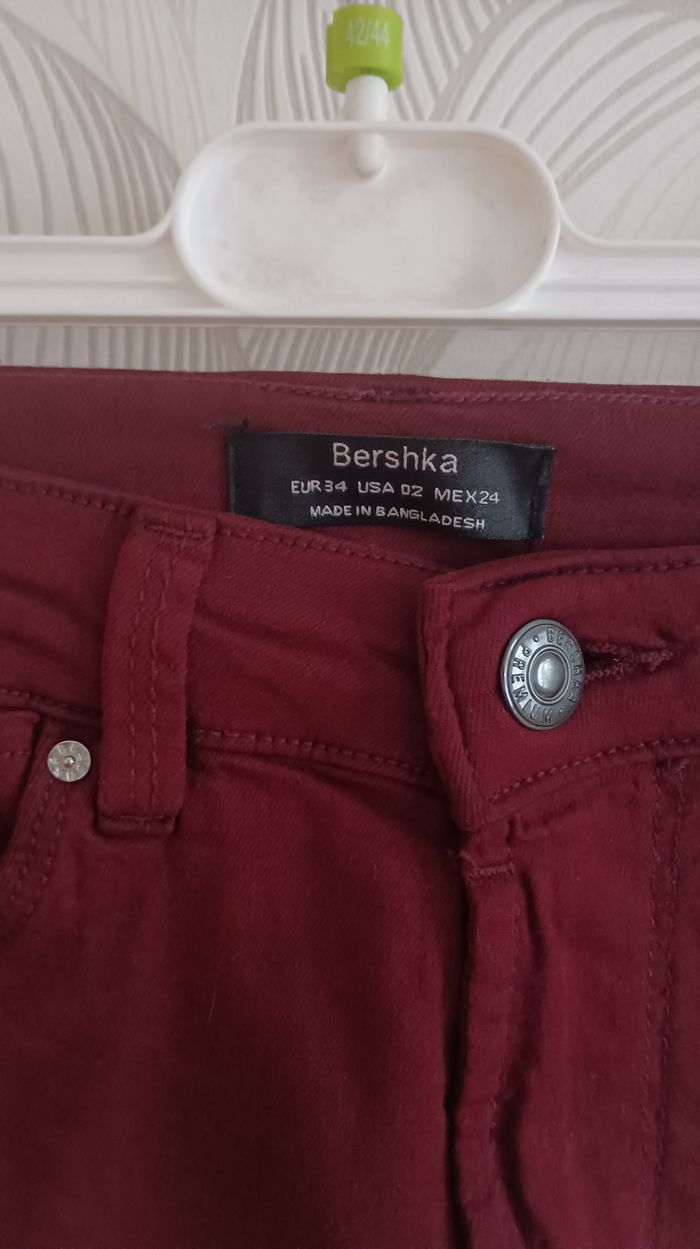 42/44
Bershka
EUR34 USA 02 MEX24
MADE IN BANGLADESH
BERSHKA · PREMIUM ·